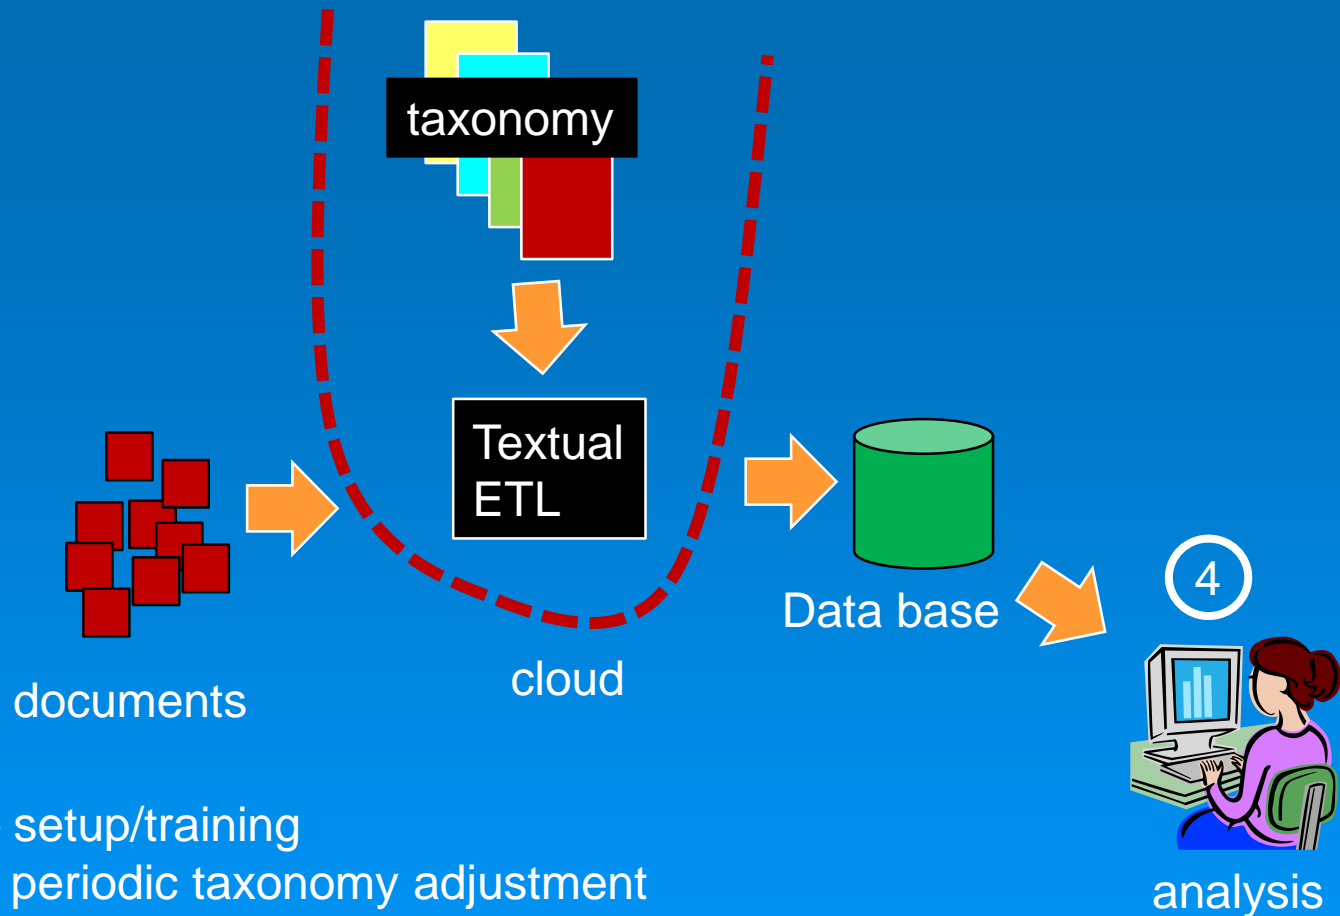 taxonomy
Textual
ETL
Data base
4
cloud
documents
setup/training
periodic taxonomy adjustment
analysis